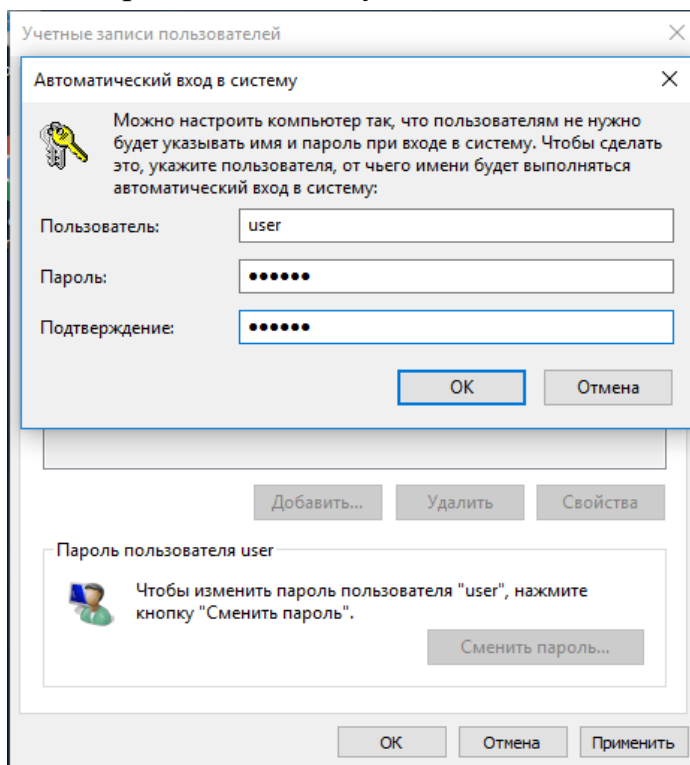 Учетные записи пользователей
Автоматический вход в систему
Можно настроить компьютер так, что пользователям не нужно
будет указывать имя и пароль при входе в систему. Чтобы сделать
это, укажите пользователя, от чьего имени будет выполняться
автоматический вход в систему:
Пользователь: user
Пароль: ●●●●●●
Подтверждение: ●●●●●●
ОК Отмена
Добавить... Удалить Свойства
Пароль пользователя user
Чтобы изменить пароль пользователя "user", нажмите
кнопку "Сменить пароль".
Сменить пароль...
ОК Отмена Применить